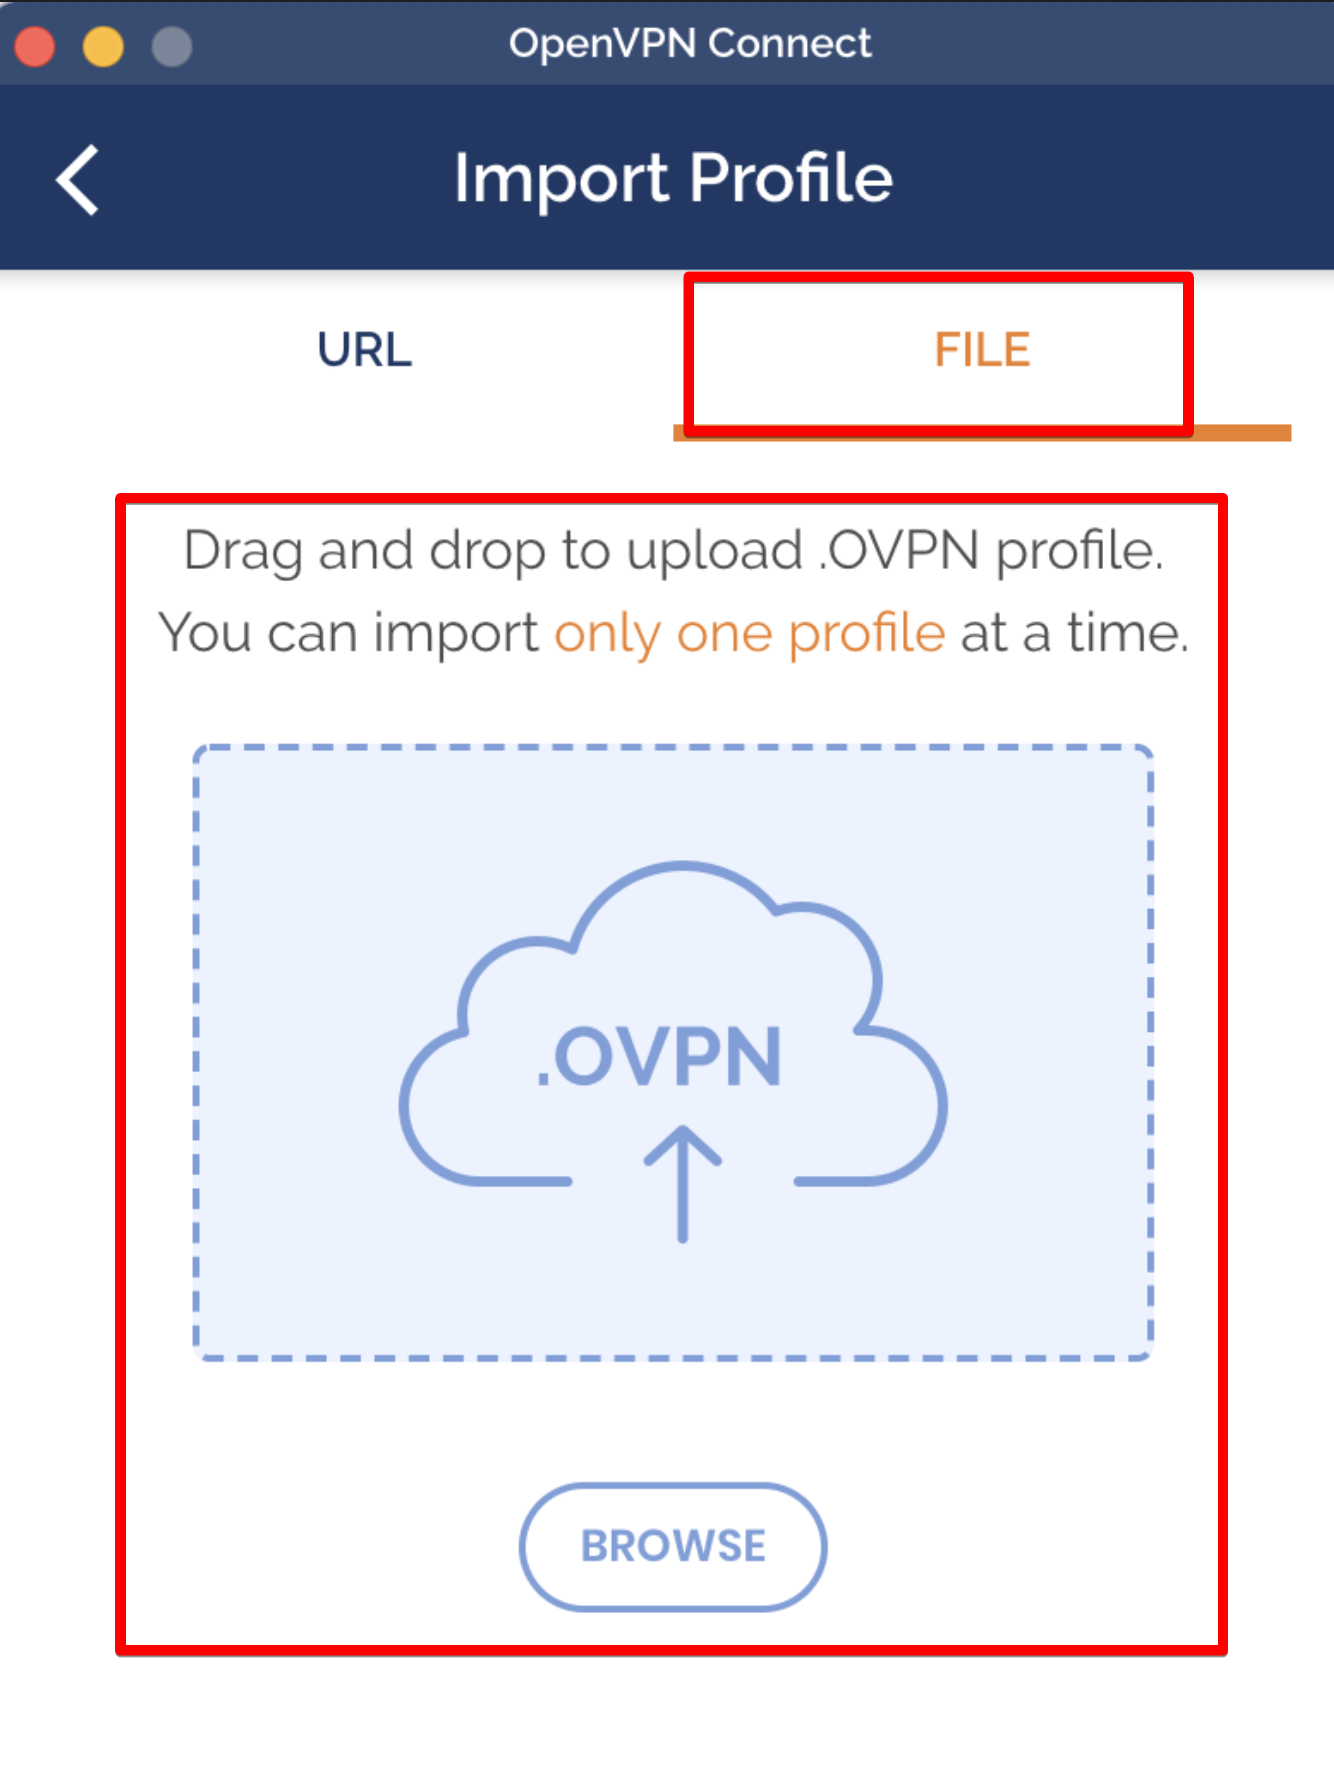 OpenVPN Connect
Import Profile
URL
FILE
Drag and drop to upload .OVPN profile.
You can import only one profile at a time.
.OVPN
BROWSE